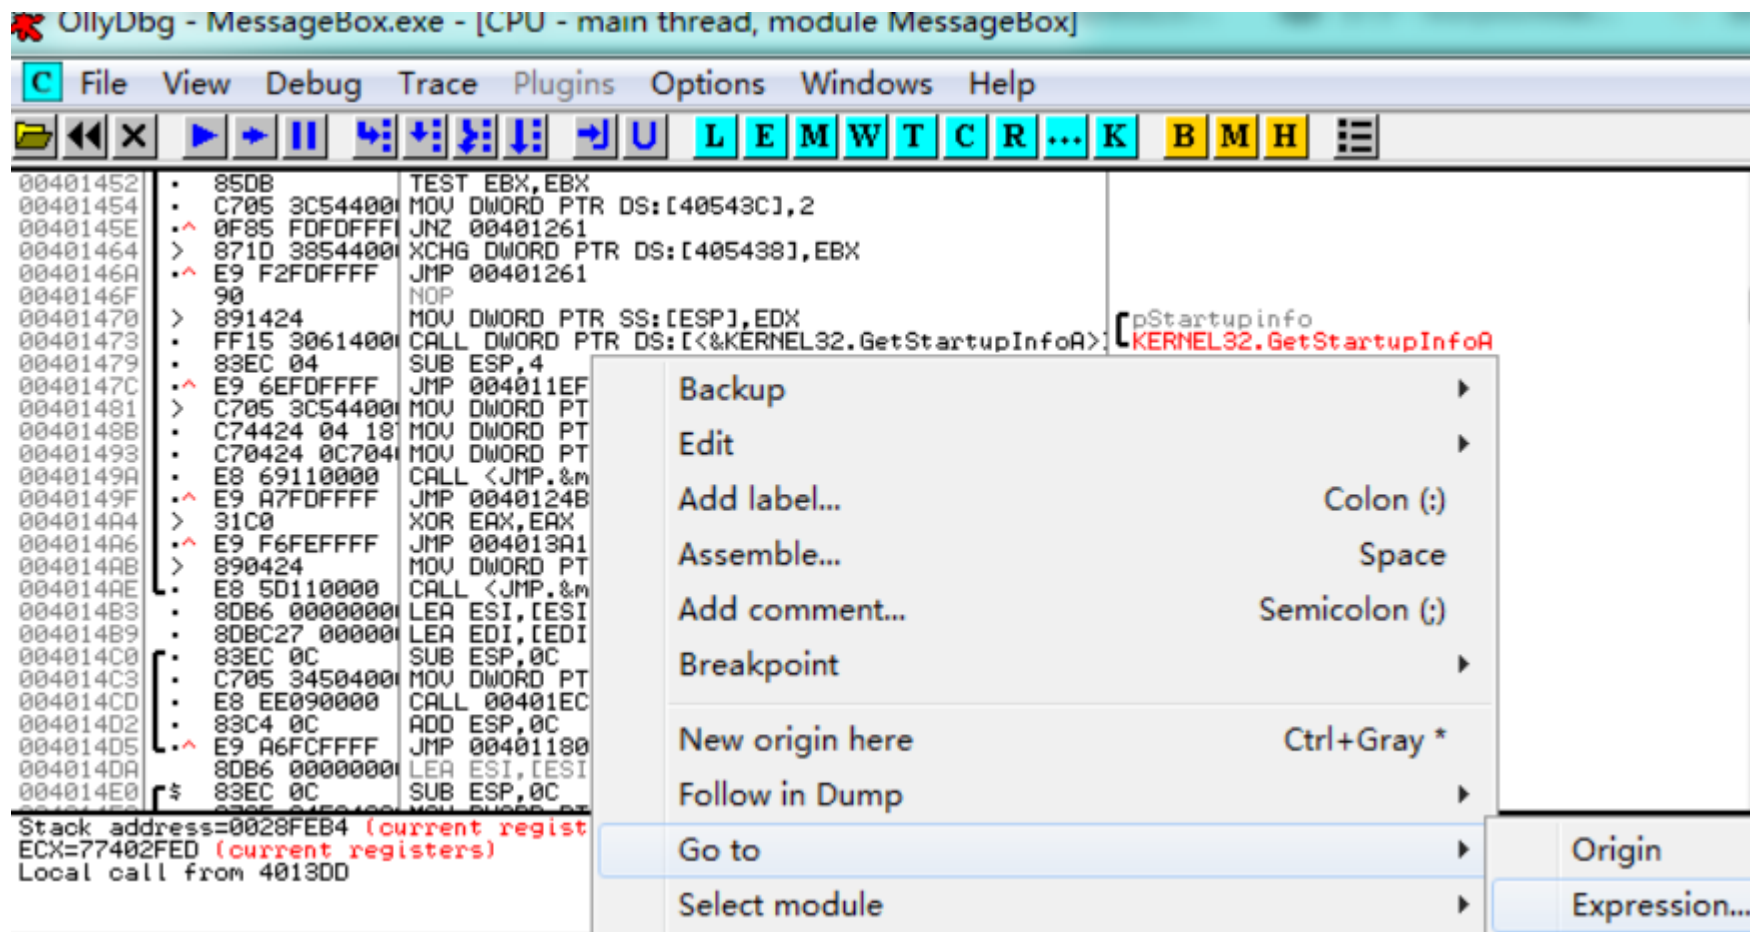 OllyDbg - MessageBox.exe - [CPU - main thread, module MessageBox]
C File View Debug Trace Plugins Options Windows Help
L E M W T C R ... K B M H
00401452 . 85DB TEST EBX,EBX
00401454 . C705 3C544000 MOV DWORD PTR DS:[40543C],2
0040145E .^ 0F85 FDFDFFFF JNZ 00401261
00401464 > 871D 38544000 XCHG DWORD PTR DS:[405438],EBX
0040146A .^ E9 F2FDFFFF JMP 00401261
0040146F 90 NOP
00401470 > 891424 MOV DWORD PTR SS:[ESP],EDX pStartupinfo
00401473 . FF15 30614000 CALL DWORD PTR DS:[<&KERNEL32.GetStartupInfoA>] KERNEL32.GetStartupInfoA
00401479 . 83EC 04 SUB ESP,4
0040147C .^ E9 6EFDFFFF JMP 004011EF
00401481 > C705 3C544000 MOV DWORD PT
0040148B . C74424 04 18 MOV DWORD PT
00401493 . C70424 0C704 MOV DWORD PT
0040149A . E8 69110000 CALL <JMP.&m
0040149F .^ E9 A7FDFFFF JMP 0040124B
004014A4 > 31C0 XOR EAX,EAX
004014A6 .^ E9 F6FEFFFF JMP 004013A1
004014AB > 890424 MOV DWORD PT
004014AE . E8 5D110000 CALL <JMP.&m
004014B3 . 8DB6 00000000 LEA ESI,[ESI
004014B9 . 8DBC27 00000 LEA EDI,[EDI
004014C0 . 83EC 0C SUB ESP,0C
004014C3 . C705 34504000 MOV DWORD PT
004014CD . E8 EE090000 CALL 00401EC
004014D2 . 83C4 0C ADD ESP,0C
004014D5 .^ E9 A6FCFFFF JMP 00401180
004014DA 8DB6 00000000 LEA ESI,[ESI
004014E0 $ 83EC 0C SUB ESP,0C
Stack address=0028FEB4 (current regist
ECX=77402FED (current registers)
Local call from 4013DD
Backup
Edit
Add label... Colon (:)
Assemble... Space
Add comment... Semicolon (;)
Breakpoint
New origin here Ctrl+Gray *
Follow in Dump
Go to
Select module
Origin
Expression...